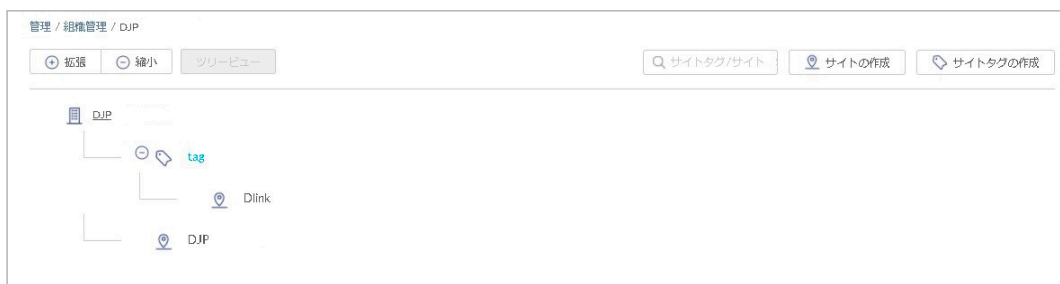 管理 / 組織管理 / DJP
拡張 縮小 ツリービュー サイトタグ/サイト サイトの作成 サイトタグの作成
DJP
tag
Dlink
DJP